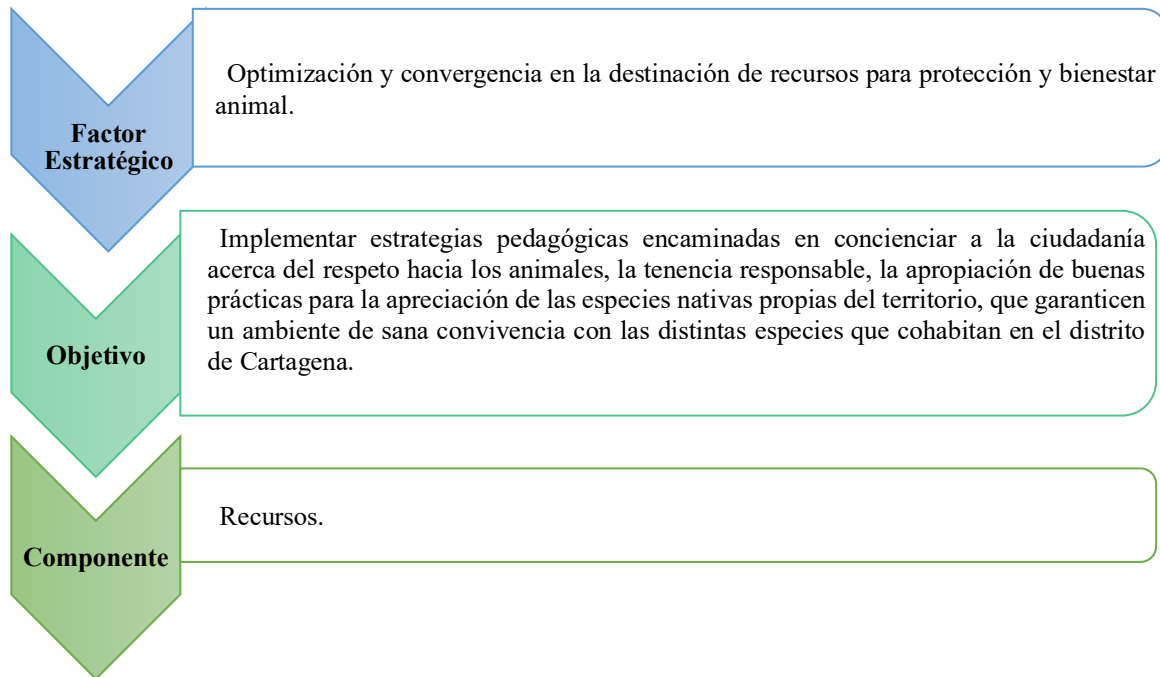 Factor
Estratégico
Optimización y convergencia en la destinación de recursos para protección y bienestar
animal.
Objetivo
Implementar estrategias pedagógicas encaminadas en concienciar a la ciudadanía
acerca del respeto hacia los animales, la tenencia responsable, la apropiación de buenas
prácticas para la apreciación de las especies nativas propias del territorio, que garanticen
un ambiente de sana convivencia con las distintas especies que cohabitan en el distrito
de Cartagena.
Componente
Recursos.